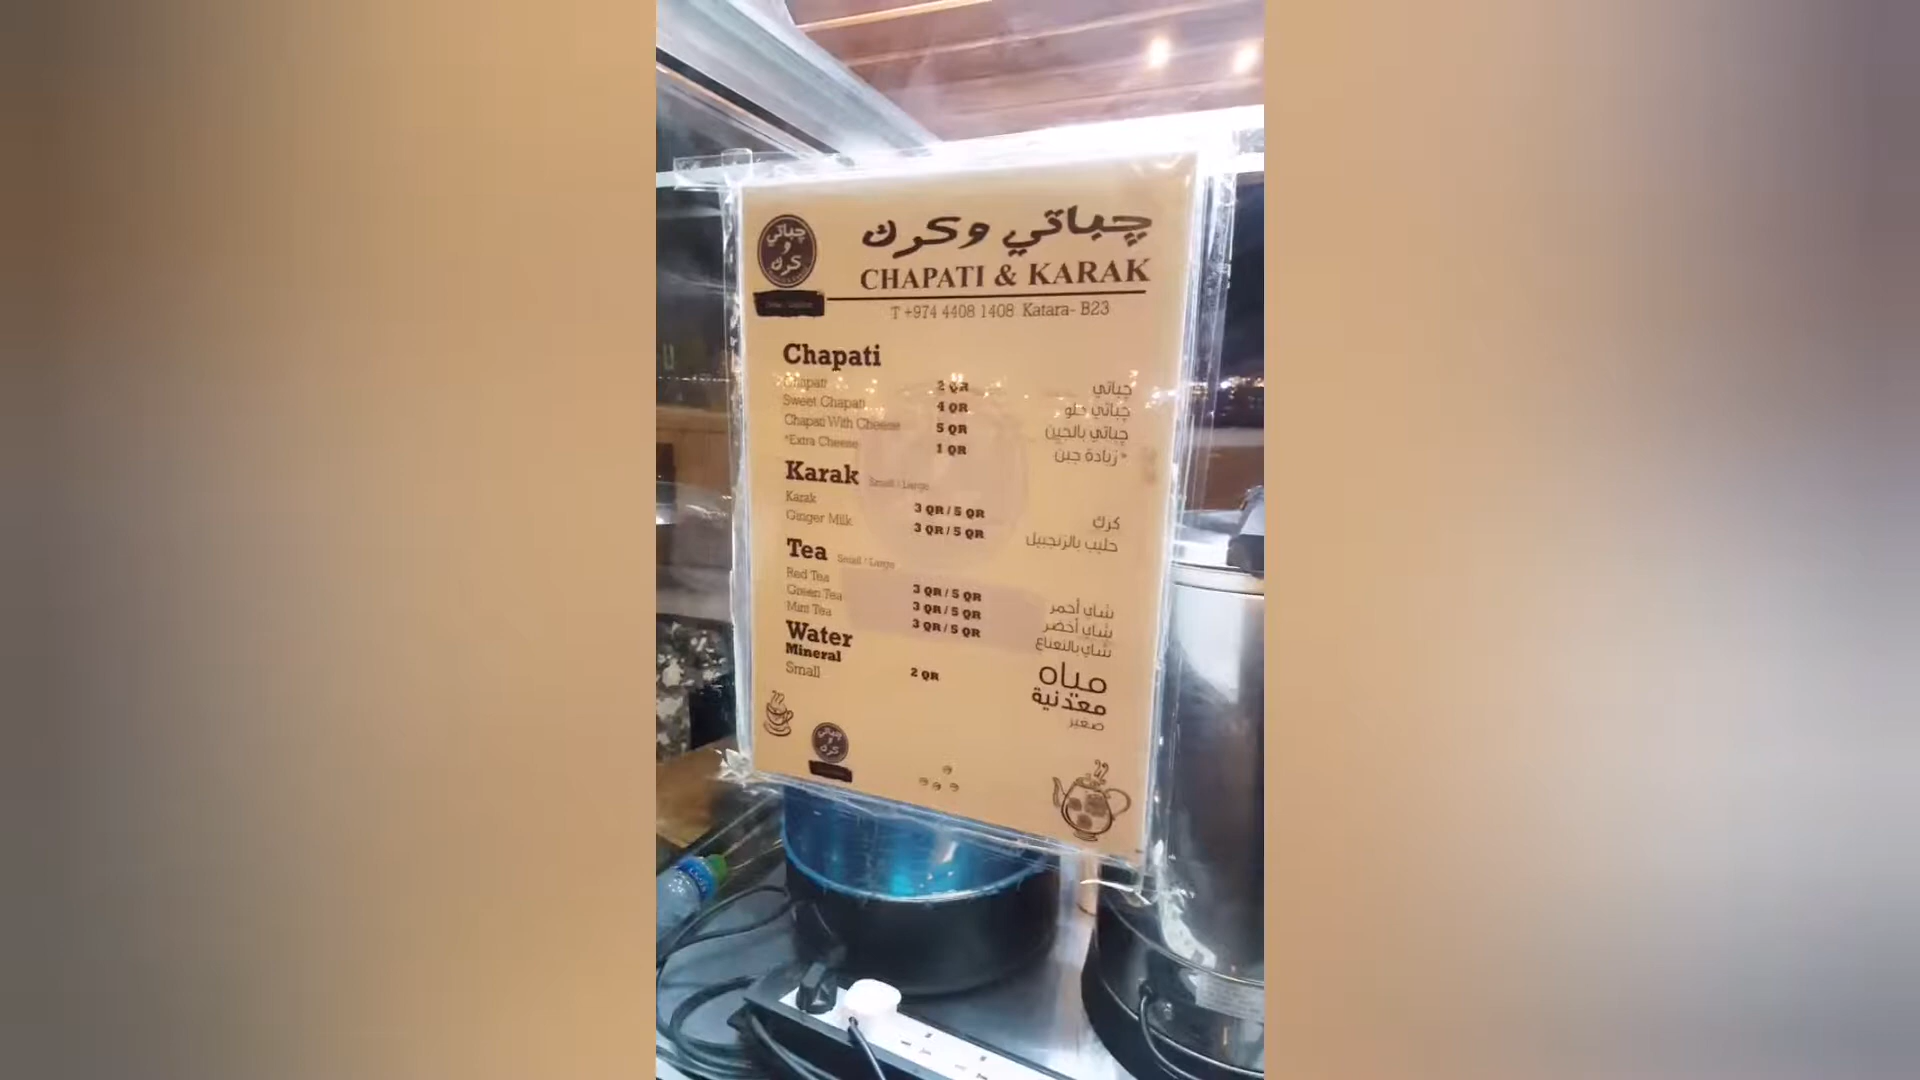 چباتي
و
كرك
چباتي وكرك
CHAPATI & KARAK
T +974 4408 1408 Katara- B23
Chapati
Chapati 2 QR چباتي
Sweet Chapati 4 QR چباتي حلو
Chapati With Cheese 5 QR چباتي بالجبن
*Extra Cheese 1 QR * زيادة جبن
Karak Small / Large
Karak 3 QR / 5 QR كرك
Ginger Milk 3 QR / 5 QR حليب بالزنجبيل
Tea Small / Large
Red Tea 3 QR / 5 QR شاي أحمر
Green Tea 3 QR / 5 QR شاي أخضر
Mint Tea 3 QR / 5 QR شاي بالنعناع
Water مياه
Mineral معدنية
Small 2 QR صغير
چباتي
و
كرك